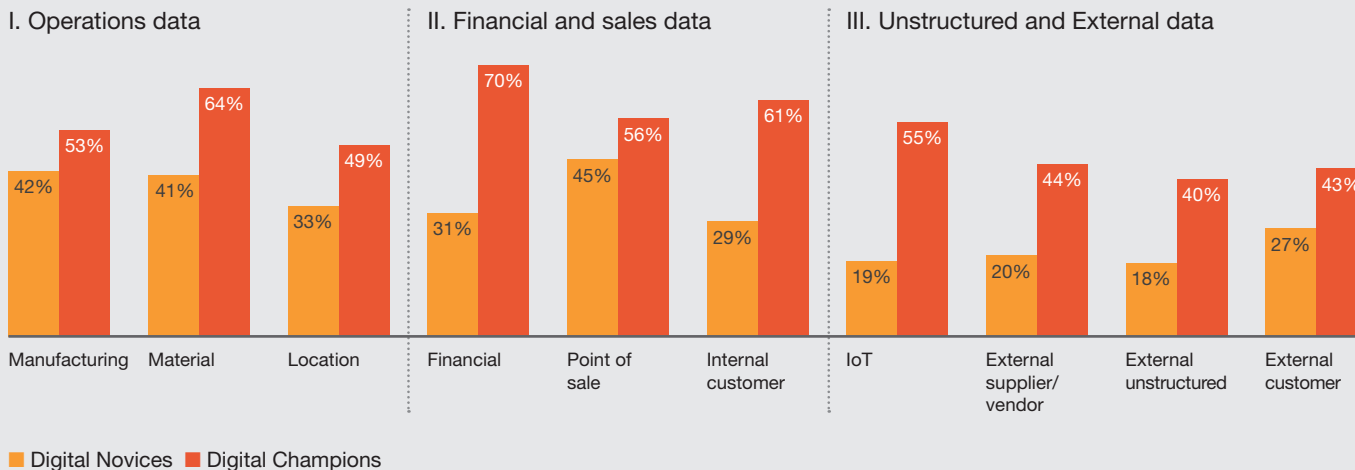 I. Operations data
42%
53%
41%
64%
33%
49%
Manufacturing
Material
Location
II. Financial and sales data
31%
70%
45%
56%
29%
61%
Financial
Point of
sale
Internal
customer
III. Unstructured and External data
19%
55%
20%
44%
18%
40%
27%
43%
IoT
External
supplier/
vendor
External
unstructured
External
customer
Digital Novices
Digital Champions